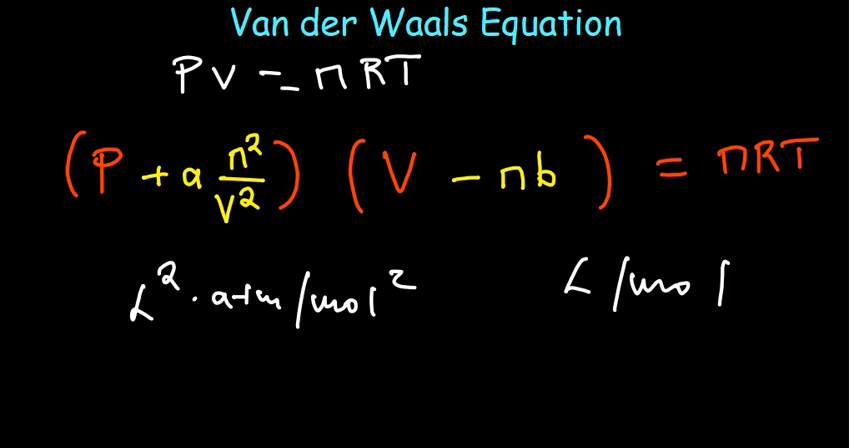 Van der Waals Equation
PV = nRT
(P + a n²/V²) (V - nb) = nRT
L²·atm/mol² L/mol